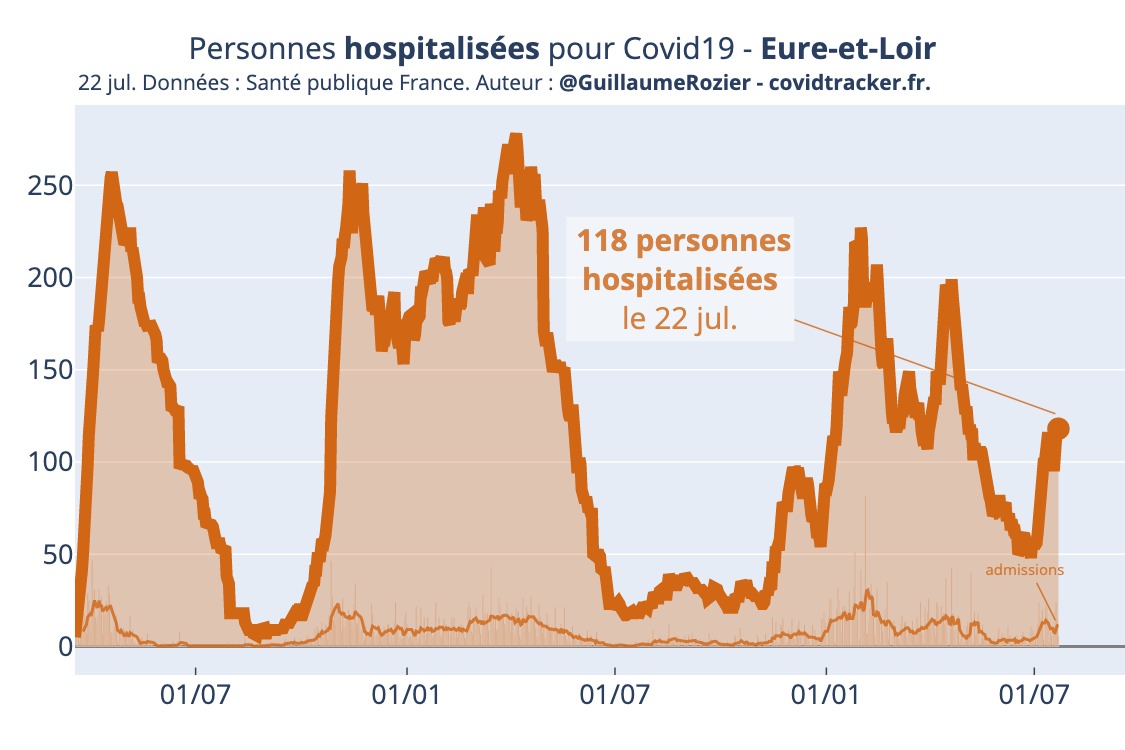 Personnes hospitalisées pour Covid19 - Eure-et-Loir
22 jul. Données : Santé publique France. Auteur : @GuillaumeRozier - covidtracker.fr.
250
200
150
100
50
0
118 personnes
hospitalisées
le 22 jul.
admissions
01/07
01/01
01/07
01/01
01/07